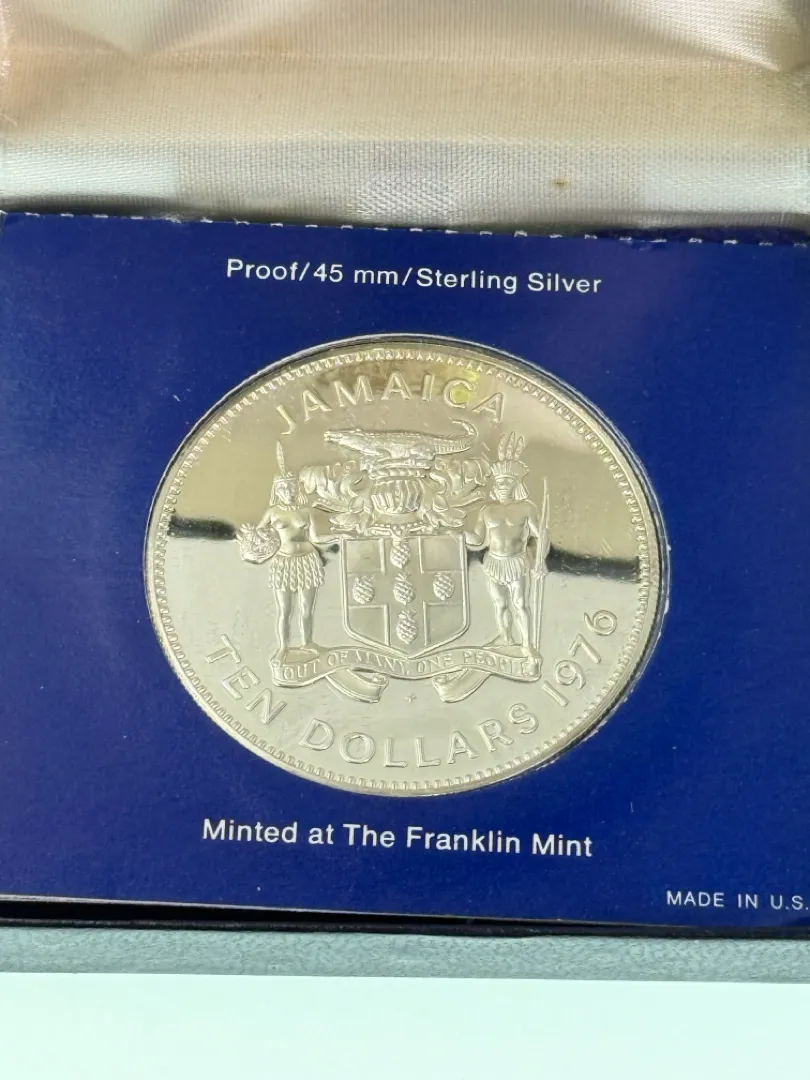 Proof/45 mm/Sterling Silver
JAMAICA
OUT OF MANY, ONE PEOPLE
TEN DOLLARS 1976
Minted at The Franklin Mint
MADE IN U.S.